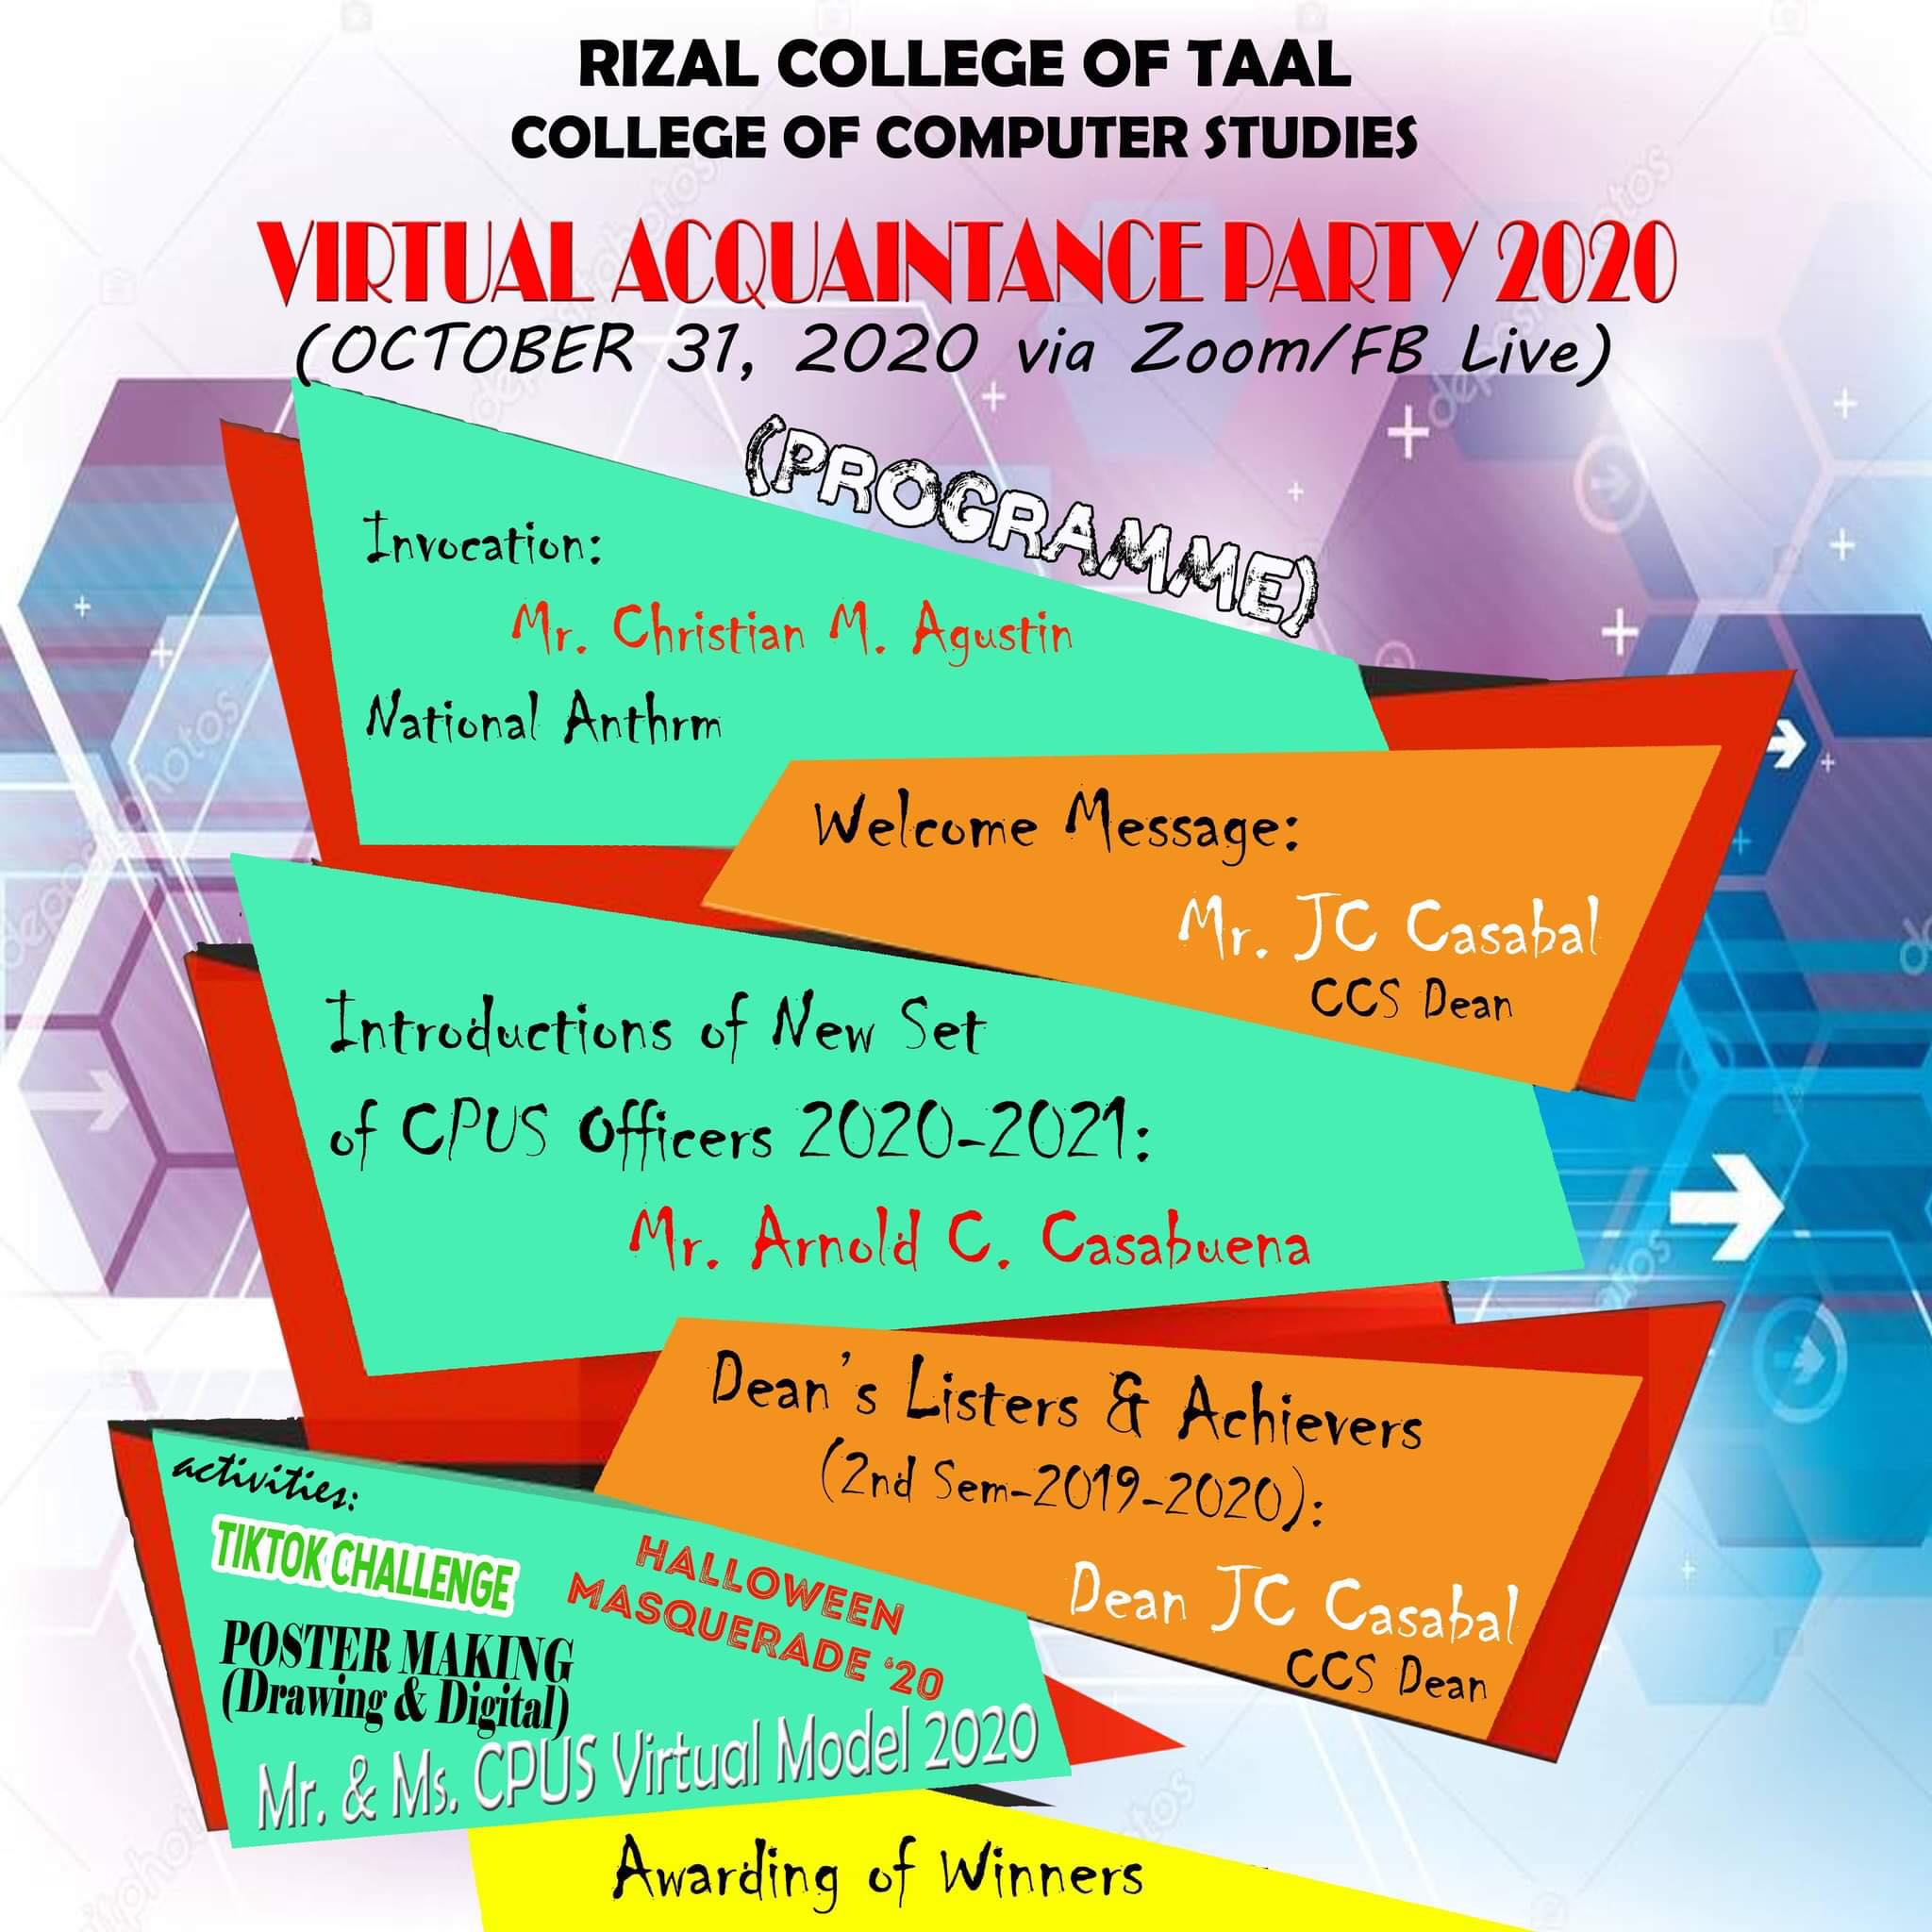 RIZAL COLLEGE OF TAAL
COLLEGE OF COMPUTER STUDIES
VIRTUAL ACQUAINTANCE PARTY 2020
(OCTOBER 31, 2020 via Zoom/FB Live)
(PROGRAMME)
Invocation:
Mr. Christian M. Agustin
National Anthrm
Welcome Message:
Mr. JC Casabal
CCS Dean
Introductions of New Set
of CPUS Officers 2020-2021:
Mr. Arnold C. Casabuena
Dean's Listers & Achievers
(2nd Sem-2019-2020):
Dean JC Casabal
CCS Dean
activities:
TIKTOK CHALLENGE
HALLOWEEN
MASQUERADE '20
POSTER MAKING
(Drawing & Digital)
Mr. & Ms. CPUS Virtual Model 2020
Awarding of Winners
depositphotos